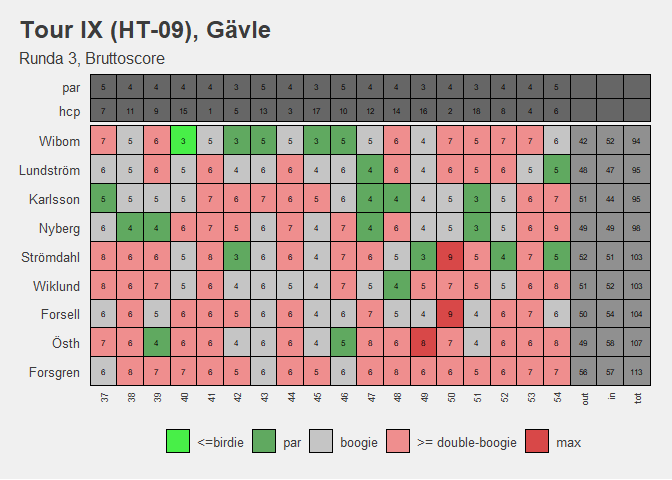 Tour IX (HT-09), Gävle
Runda 3, Bruttoscore
par 5 4 4 4 4 3 5 4 3 5 4 4 3 4 3 4 4 5
hcp 7 11 9 15 1 5 13 3 17 10 12 14 16 2 18 8 4 6
Wibom 7 5 6 3 5 3 5 5 3 5 5 6 4 7 5 7 7 6 42 52 94
Lundström 6 5 6 5 6 4 6 6 4 6 4 6 4 6 5 6 5 5 48 47 95
Karlsson 5 5 5 5 7 6 7 6 5 6 4 4 4 5 3 5 6 7 51 44 95
Nyberg 6 4 4 6 7 5 6 7 4 7 4 6 4 5 3 5 6 9 49 49 98
Strömdahl 8 6 6 5 8 3 6 6 4 7 6 5 3 9 5 4 7 5 52 51 103
Wiklund 8 6 7 5 6 4 6 5 4 7 5 4 5 7 4 6 6 8 51 52 103
Forsell 6 6 5 6 6 5 6 6 4 6 7 5 4 9 4 6 7 6 50 54 104
Östh 7 6 4 6 6 4 6 6 4 5 8 6 8 7 4 6 6 8 49 58 107
Forsgren 6 8 7 7 6 5 6 6 5 6 6 8 6 6 5 6 7 7 56 57 113
37 38 39 40 41 42 43 44 45 46 47 48 49 50 51 52 53 54 out in tot
<=birdie par boogie >= double-boogie max